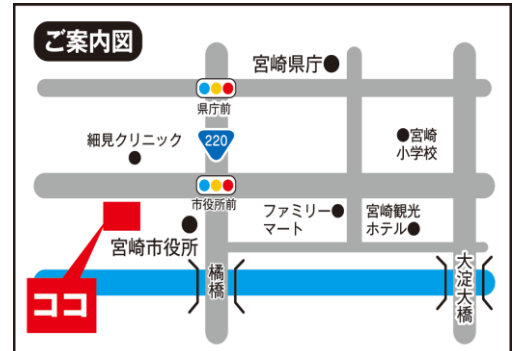 ご案内図
宮崎県庁
県庁前
細見クリニック
220
宮崎
小学校
市役所前
ファミリー
マート
宮崎観光
ホテル
宮崎市役所
橘橋
大淀大橋
ココ